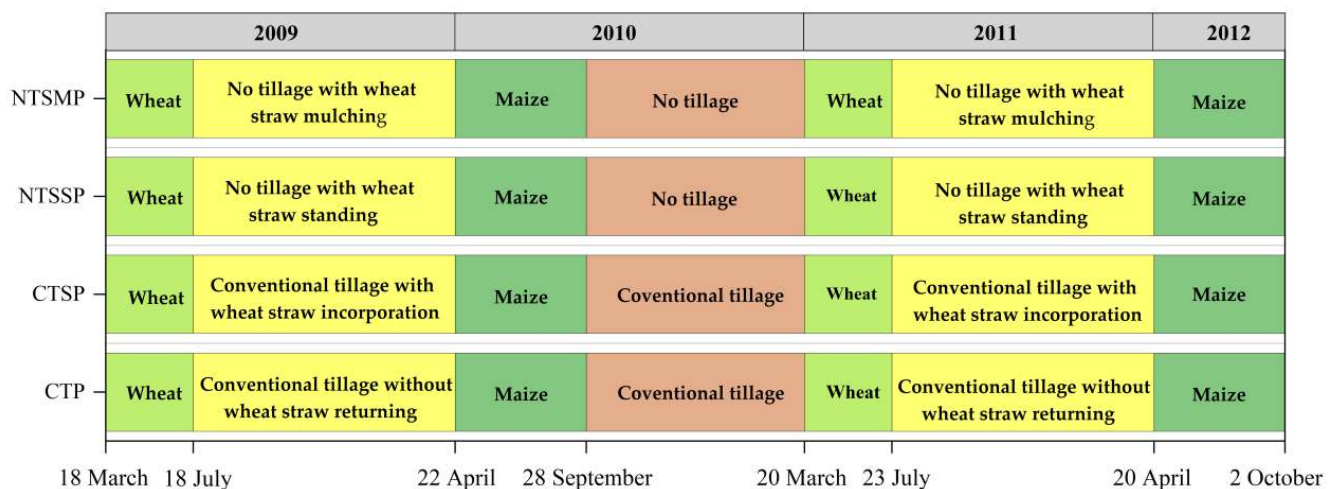 2009 2010 2011 2012
NTSMP
Wheat
No tillage with wheat
straw mulching
Maize
No tillage
Wheat
No tillage with wheat
straw mulching
Maize
NTSSP
Wheat
No tillage with wheat
straw standing
Maize
No tillage
Wheat
No tillage with wheat
straw standing
Maize
CTSP
Wheat
Conventional tillage with
wheat straw incorporation
Maize
Coventional tillage
Wheat
Conventional tillage with
wheat straw incorporation
Maize
CTP
Wheat
Conventional tillage without
wheat straw returning
Maize
Coventional tillage
Wheat
Conventional tillage without
wheat straw returning
Maize
18 March 18 July 22 April 28 September 20 March 23 July 20 April 2 October